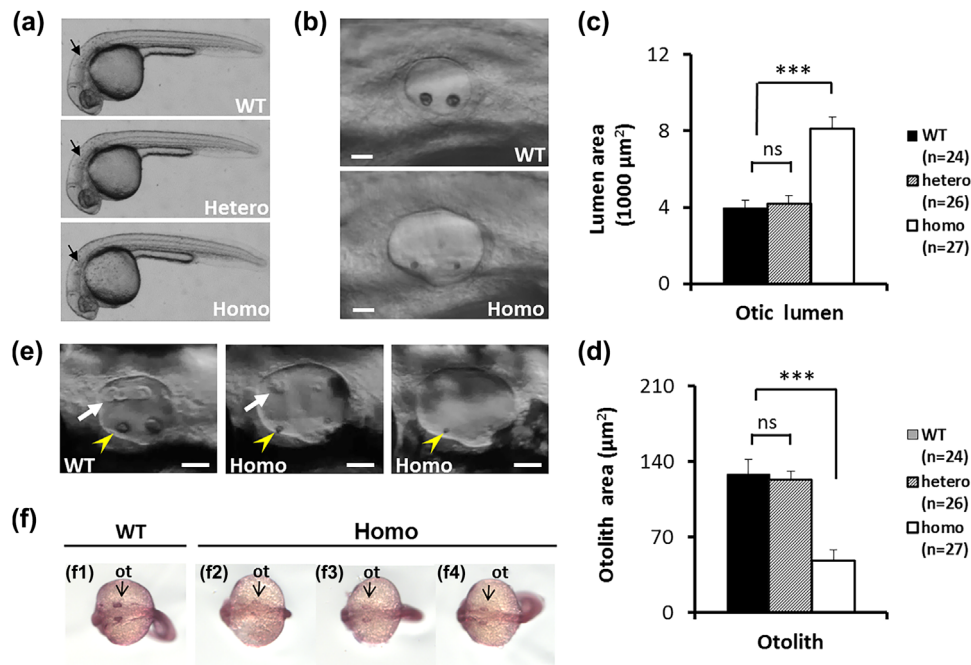 (a)
WT
Hetero
Homo
(b)
WT
Homo
(c)
Lumen area
(1000 µm²)
12
8
4
0
***
ns
Otic lumen
WT
(n=24)
hetero
(n=26)
homo
(n=27)
(e)
WT
Homo
Homo
(d)
Otolith area (µm²)
210
140
70
0
***
ns
Otolith
WT
(n=24)
hetero
(n=26)
homo
(n=27)
(f)
WT
Homo
(f1) ot
(f2) ot
(f3) ot
(f4) ot